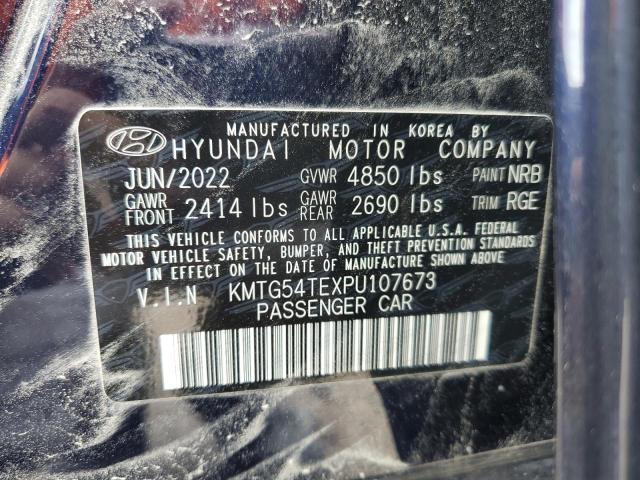 MANUFACTURED IN KOREA BY
HYUNDAI MOTOR COMPANY
JUN/2022 GVWR 4850 lbs PAINT NRB
GAWR FRONT 2414 lbs GAWR REAR 2690 lbs TRIM RGE
THIS VEHICLE CONFORMS TO ALL APPLICABLE U.S.A. FEDERAL
MOTOR VEHICLE SAFETY, BUMPER, AND THEFT PREVENTION STANDARDS
IN EFFECT ON THE DATE OF MANUFACTURE SHOWN ABOVE
V.I.N KMTG54TEXPU107673
PASSENGER CAR